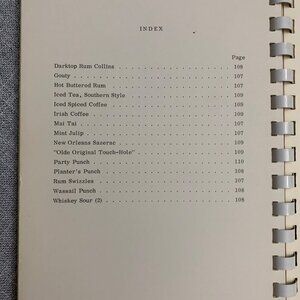 INDEX
Page
Darktop Rum Collins . . . . . . . . . . . . . . . . 108
Gouty . . . . . . . . . . . . . . . . . . . . . . . 107
Hot Buttered Rum . . . . . . . . . . . . . . . . . 107
Iced Tea, Southern Style . . . . . . . . . . . . . 109
Iced Spiced Coffee . . . . . . . . . . . . . . . . 109
Irish Coffee . . . . . . . . . . . . . . . . . . . 109
Mai Tai . . . . . . . . . . . . . . . . . . . . . . 107
Mint Julip . . . . . . . . . . . . . . . . . . . . 107
New Orleans Sazerac . . . . . . . . . . . . . . . . 109
"Olde Original Touch-Hole" . . . . . . . . . . . . 109
Party Punch . . . . . . . . . . . . . . . . . . . . 110
Planter's Punch . . . . . . . . . . . . . . . . . . 108
Rum Swizzles . . . . . . . . . . . . . . . . . . . 107
Wassail Punch . . . . . . . . . . . . . . . . . . . 108
Whiskey Sour (2) . . . . . . . . . . . . . . . . . 108